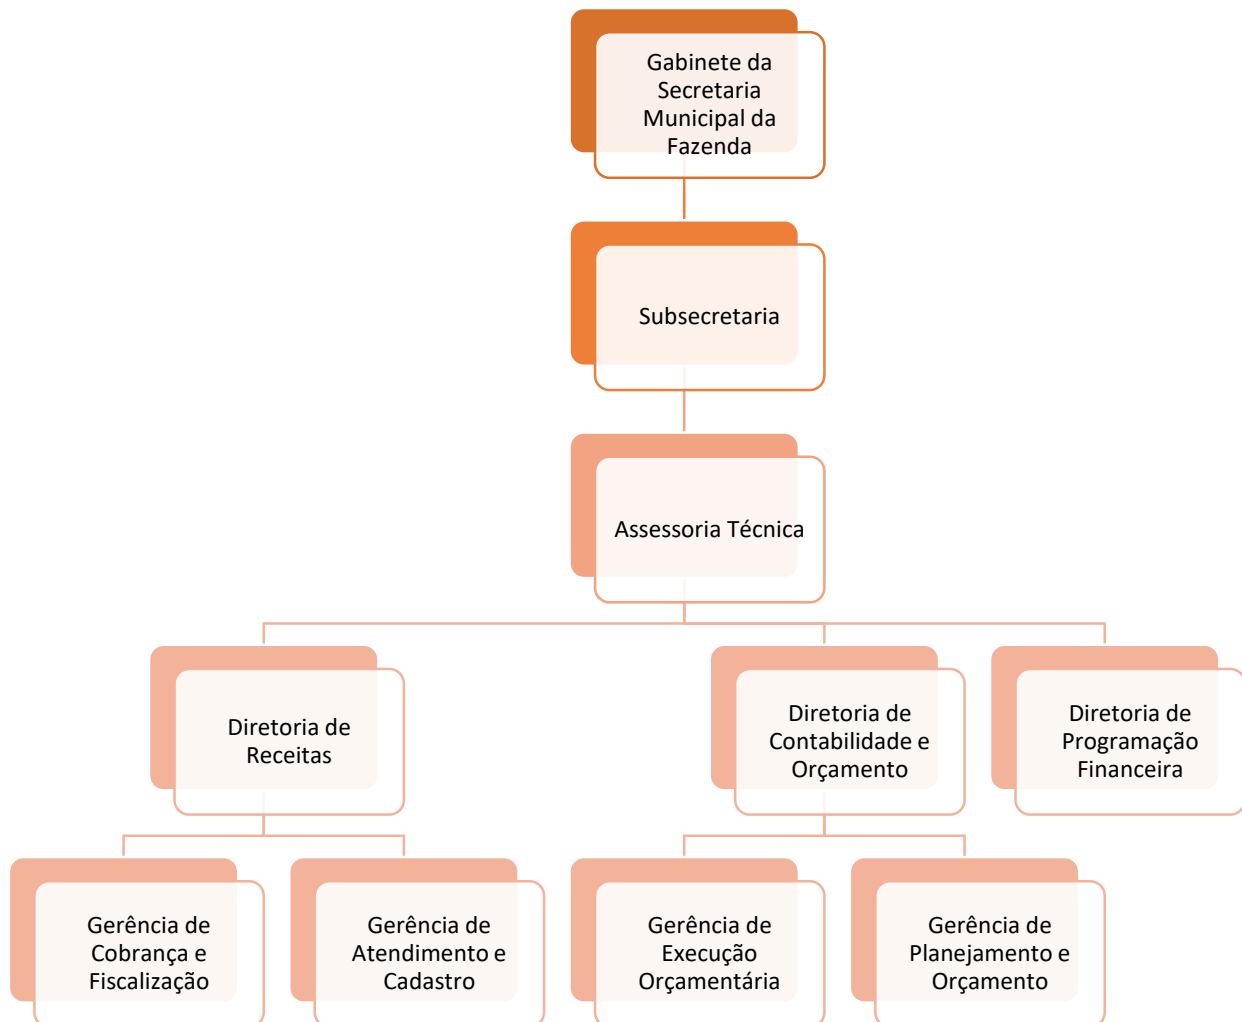 Gabinete da
Secretaria
Municipal da
Fazenda
Subsecretaria
Assessoria Técnica
Diretoria de
Receitas
Diretoria de
Contabilidade e
Orçamento
Diretoria de
Programação
Financeira
Gerência de
Cobrança e
Fiscalização
Gerência de
Atendimento e
Cadastro
Gerência de
Execução
Orçamentária
Gerência de
Planejamento e
Orçamento